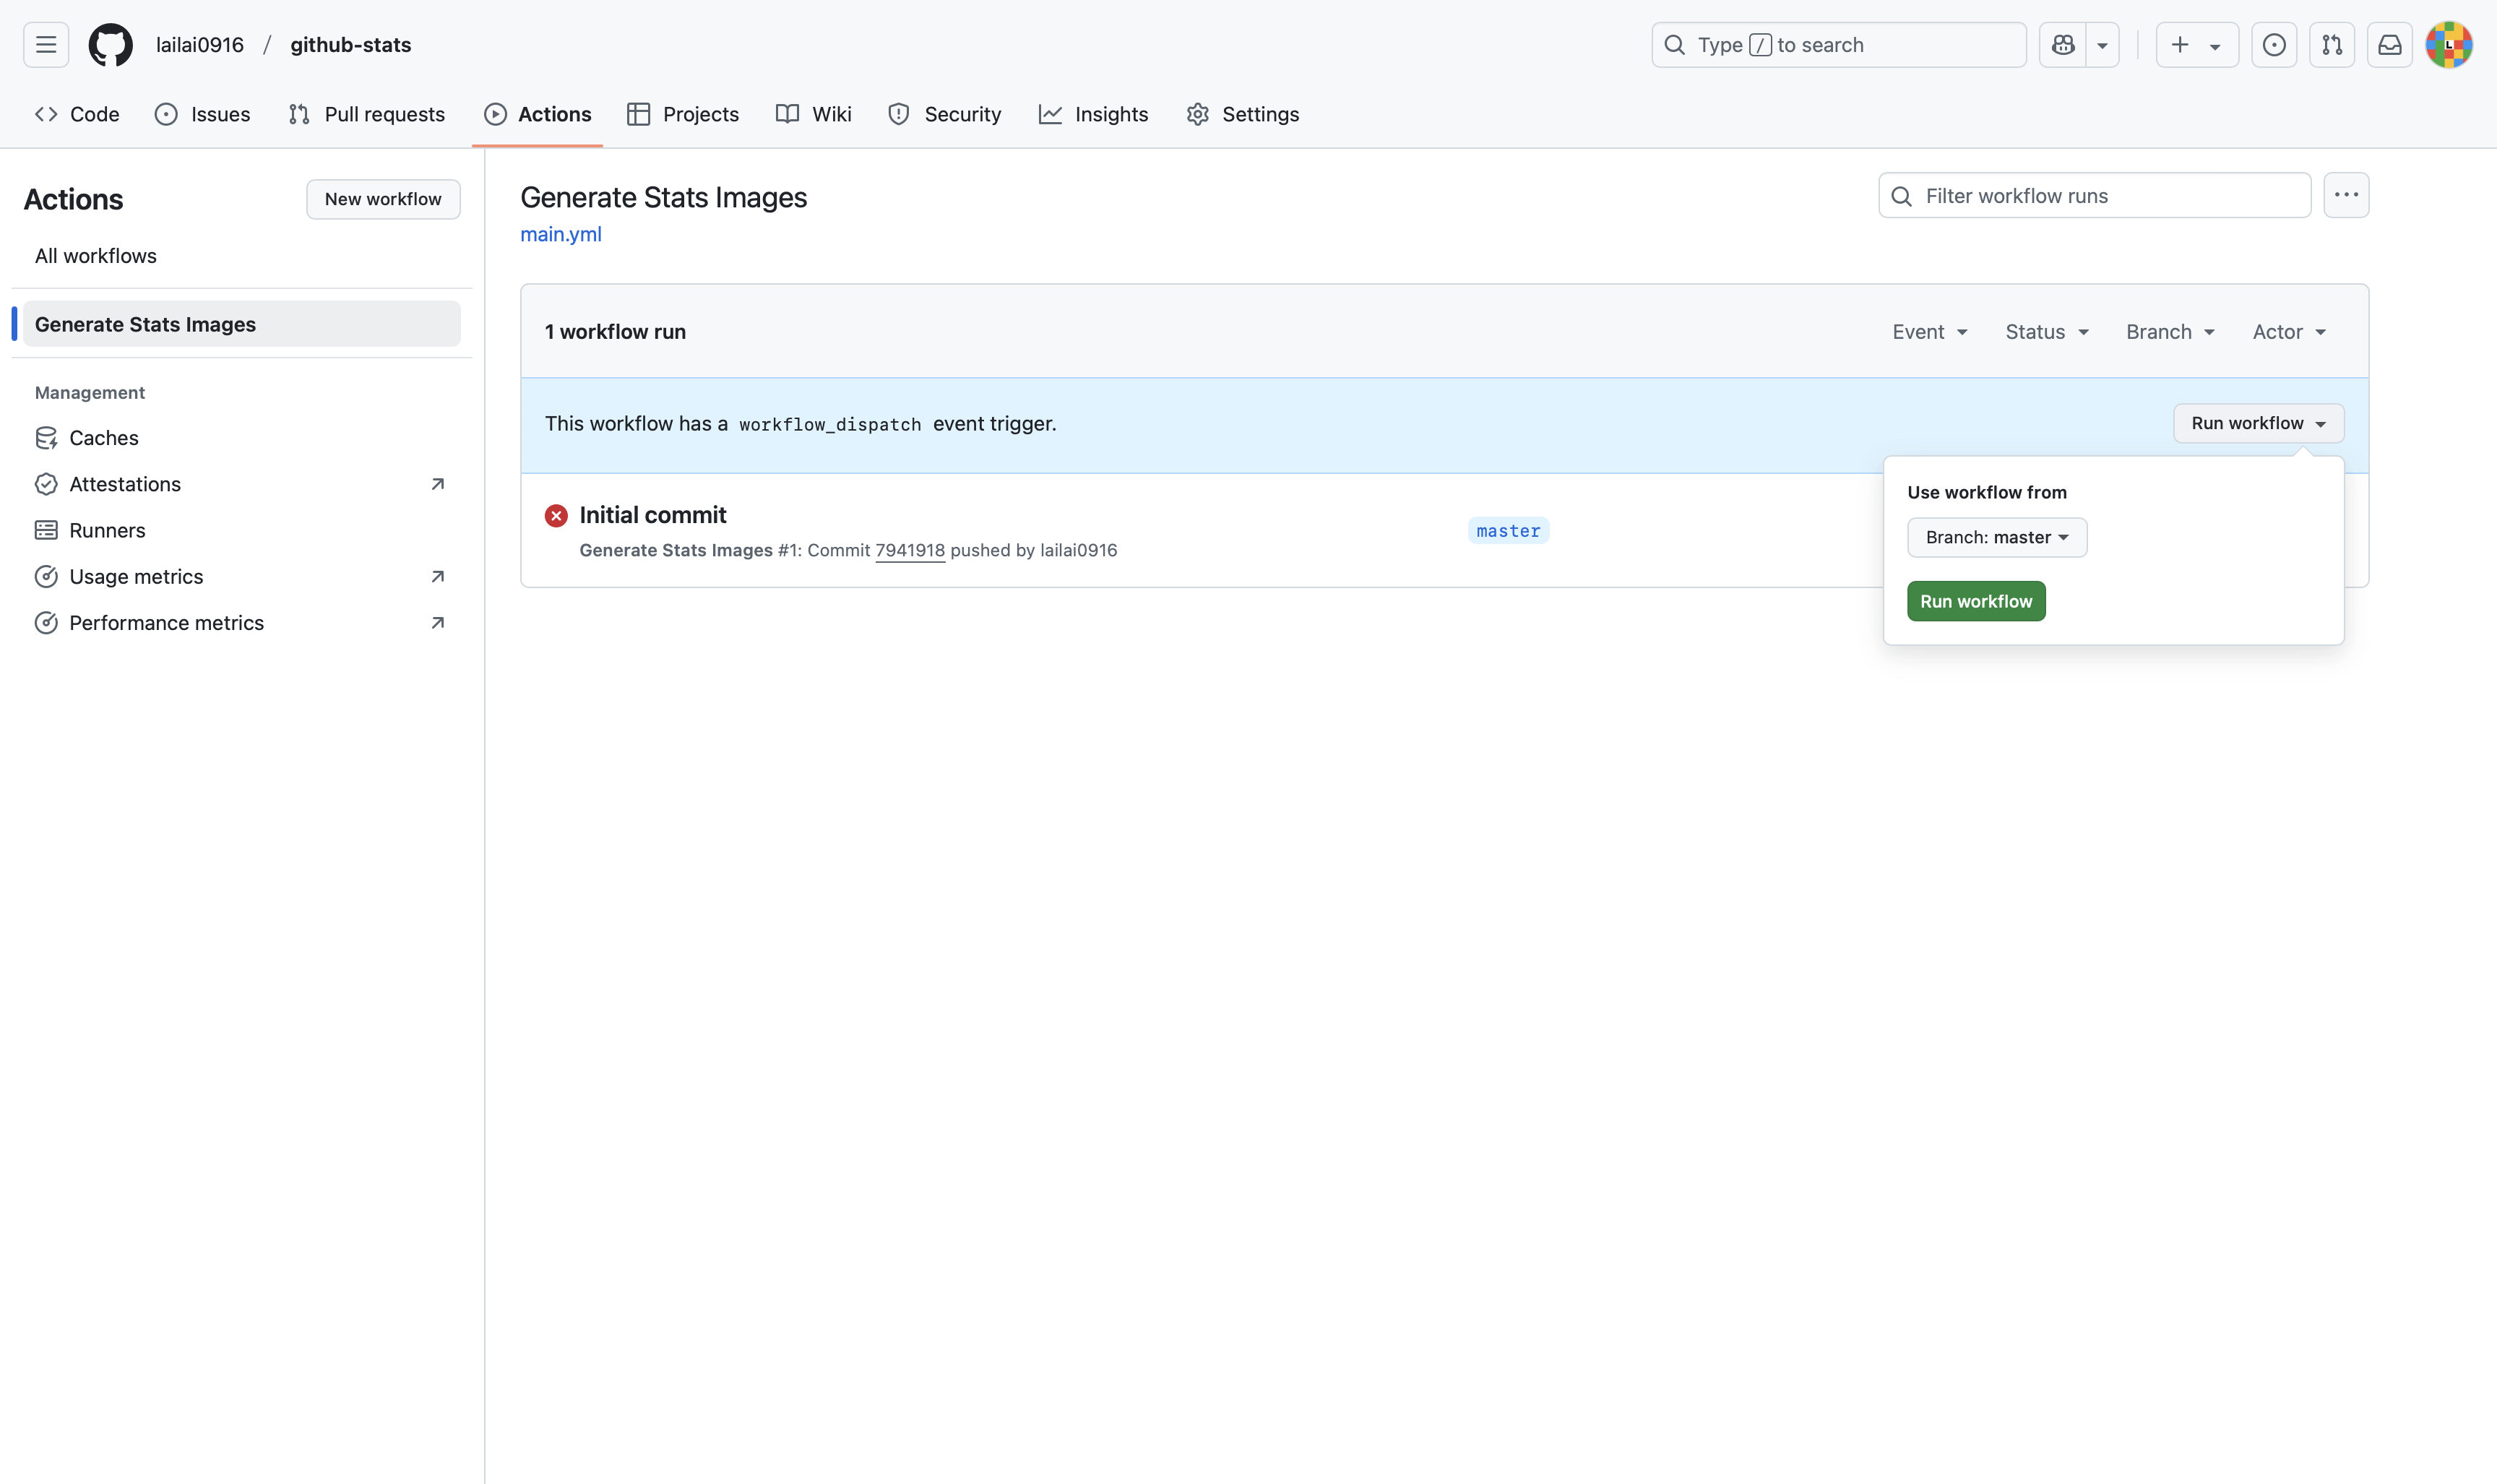 lailai0916 / github-stats
Type / to search
Code Issues Pull requests Actions Projects Wiki Security Insights Settings
Actions
New workflow
All workflows
Generate Stats Images
Management
Caches
Attestations
Runners
Usage metrics
Performance metrics
Generate Stats Images
main.yml
Filter workflow runs
1 workflow run
Event Status Branch Actor
This workflow has a workflow_dispatch event trigger.
Run workflow
Initial commit
Generate Stats Images #1: Commit 7941918 pushed by lailai0916
master
Use workflow from
Branch: master
Run workflow
L